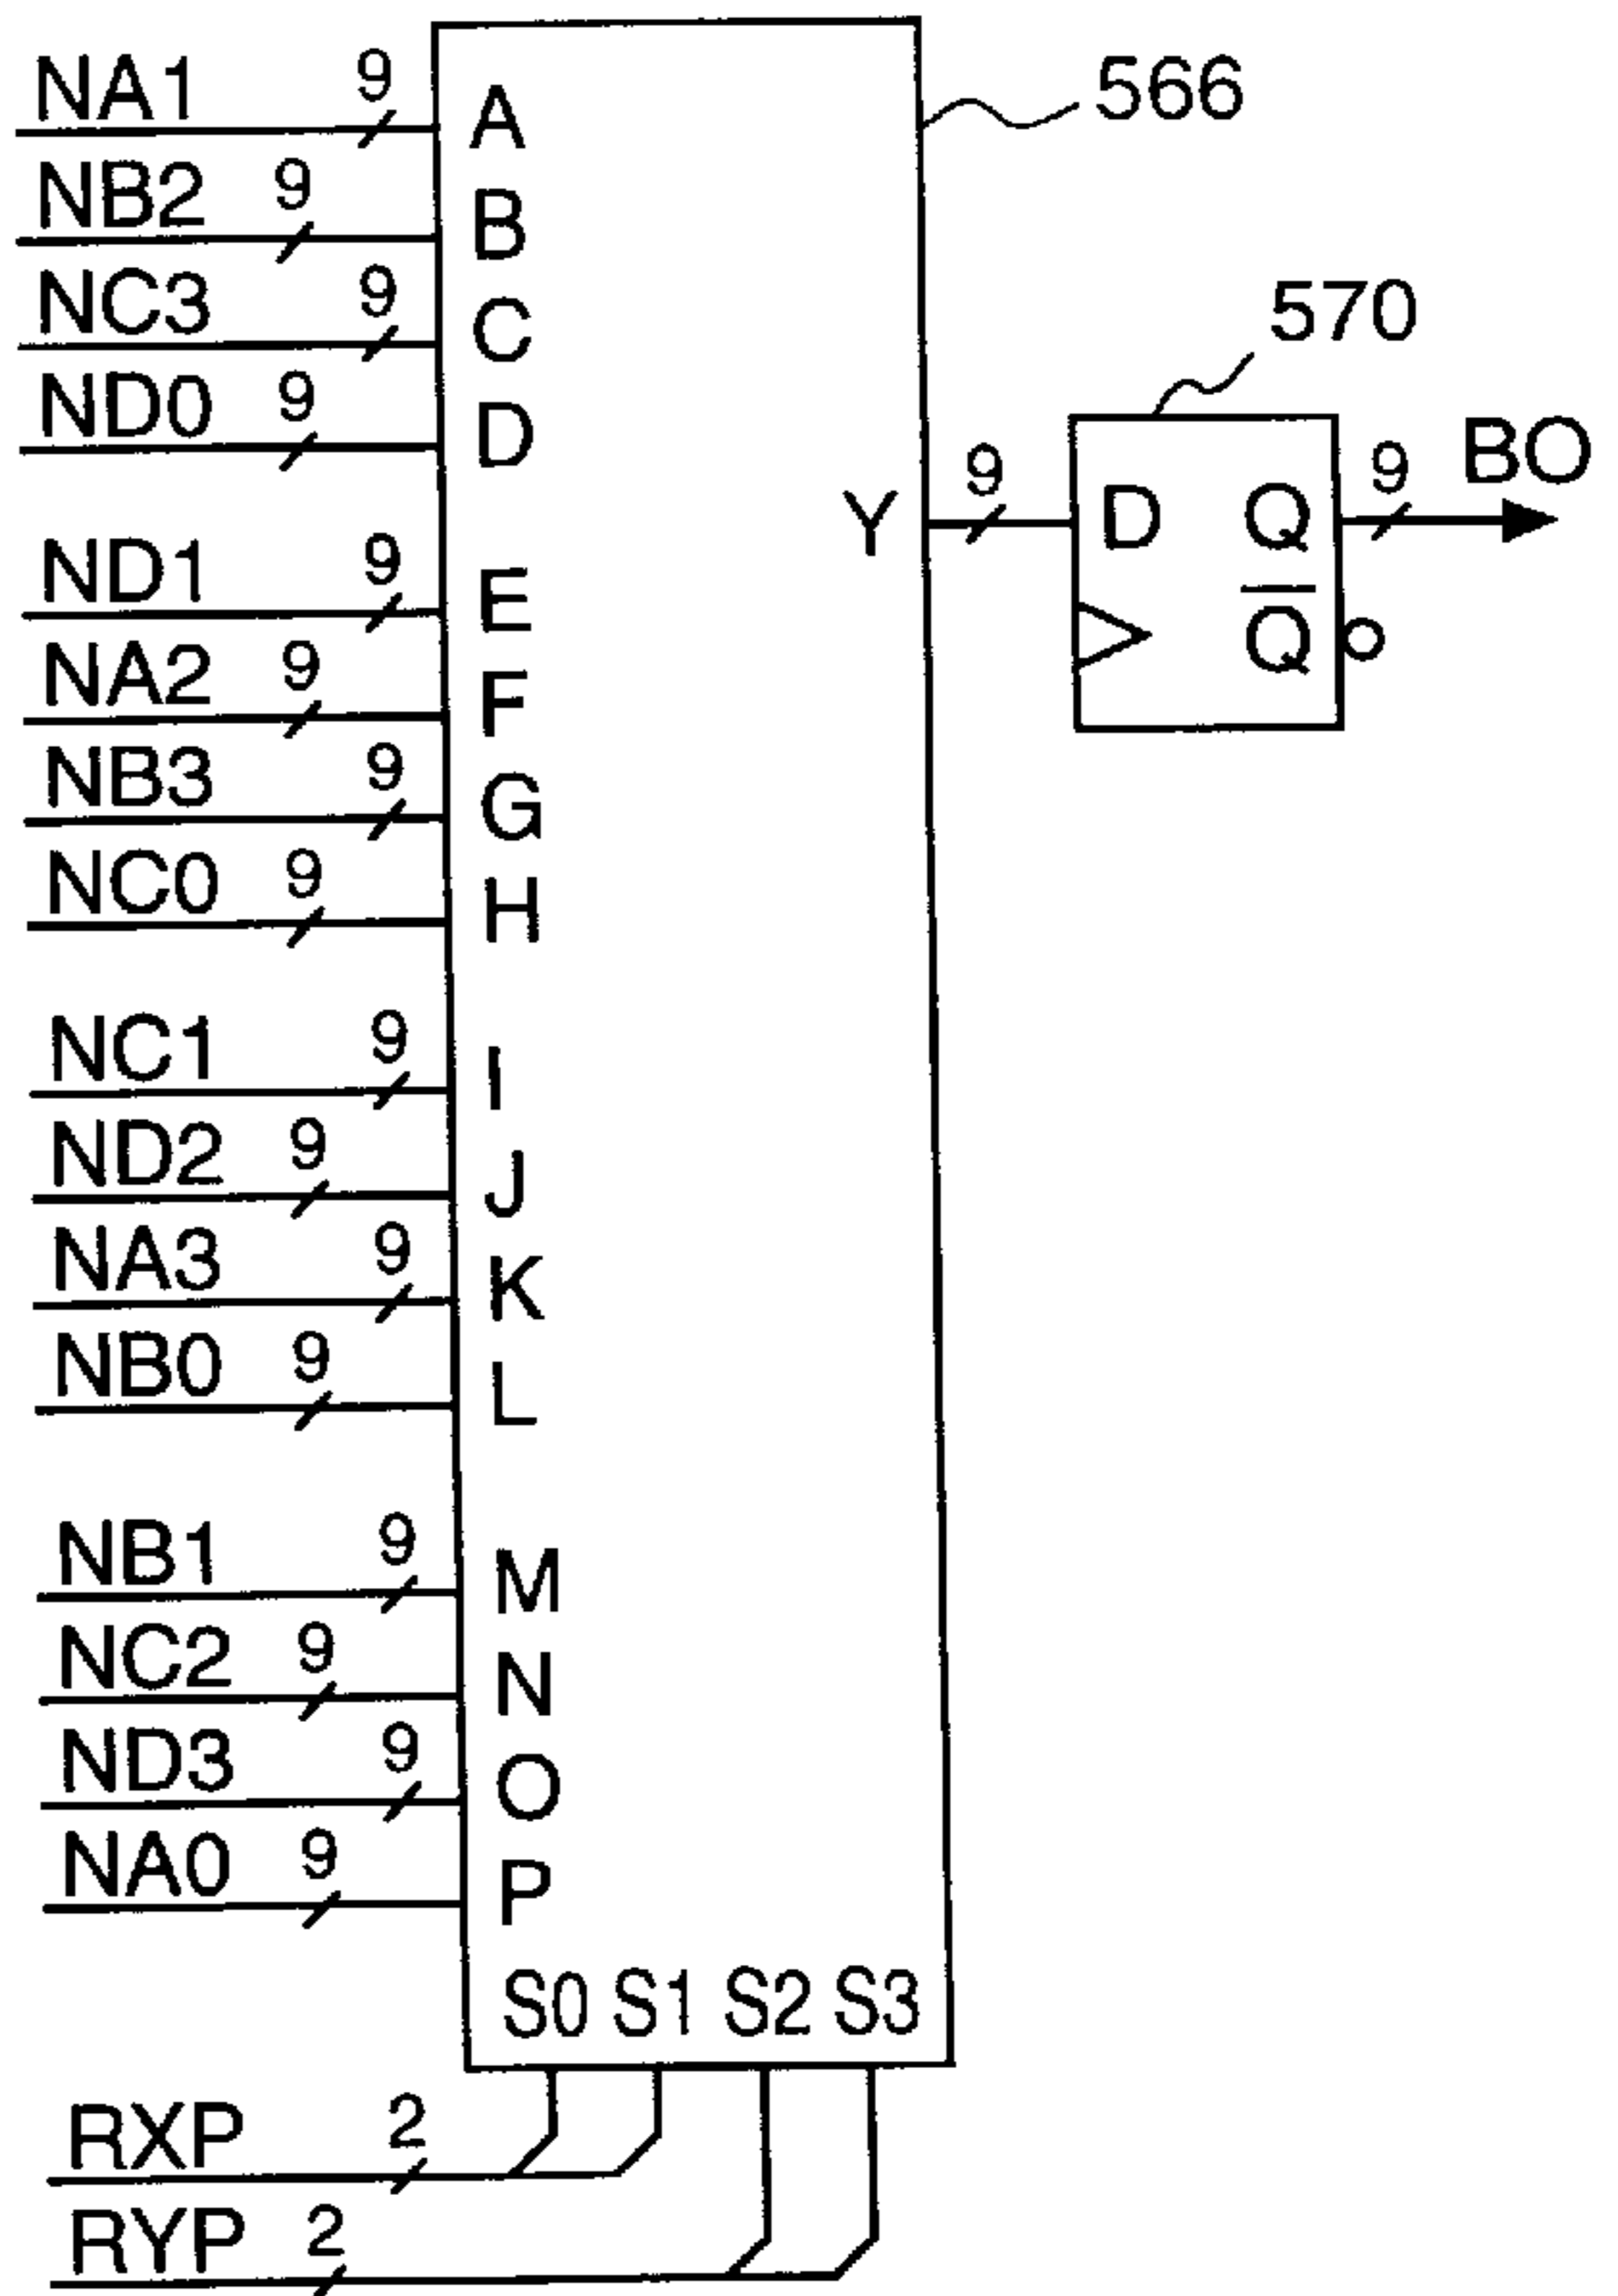 NA1 9 A 566
NB2 9 B
NC3 9 C 570
ND0 9 D
Y 9 D Q 9 BO
ND1 9 E
NA2 9 F Q
NB3 9 G
NC0 9 H
NC1 9 I
ND2 9 J
NA3 9 K
NB0 9 L
NB1 9 M
NC2 9 N
ND3 9 O
NA0 9 P
S0 S1 S2 S3
RXP 2
RYP 2